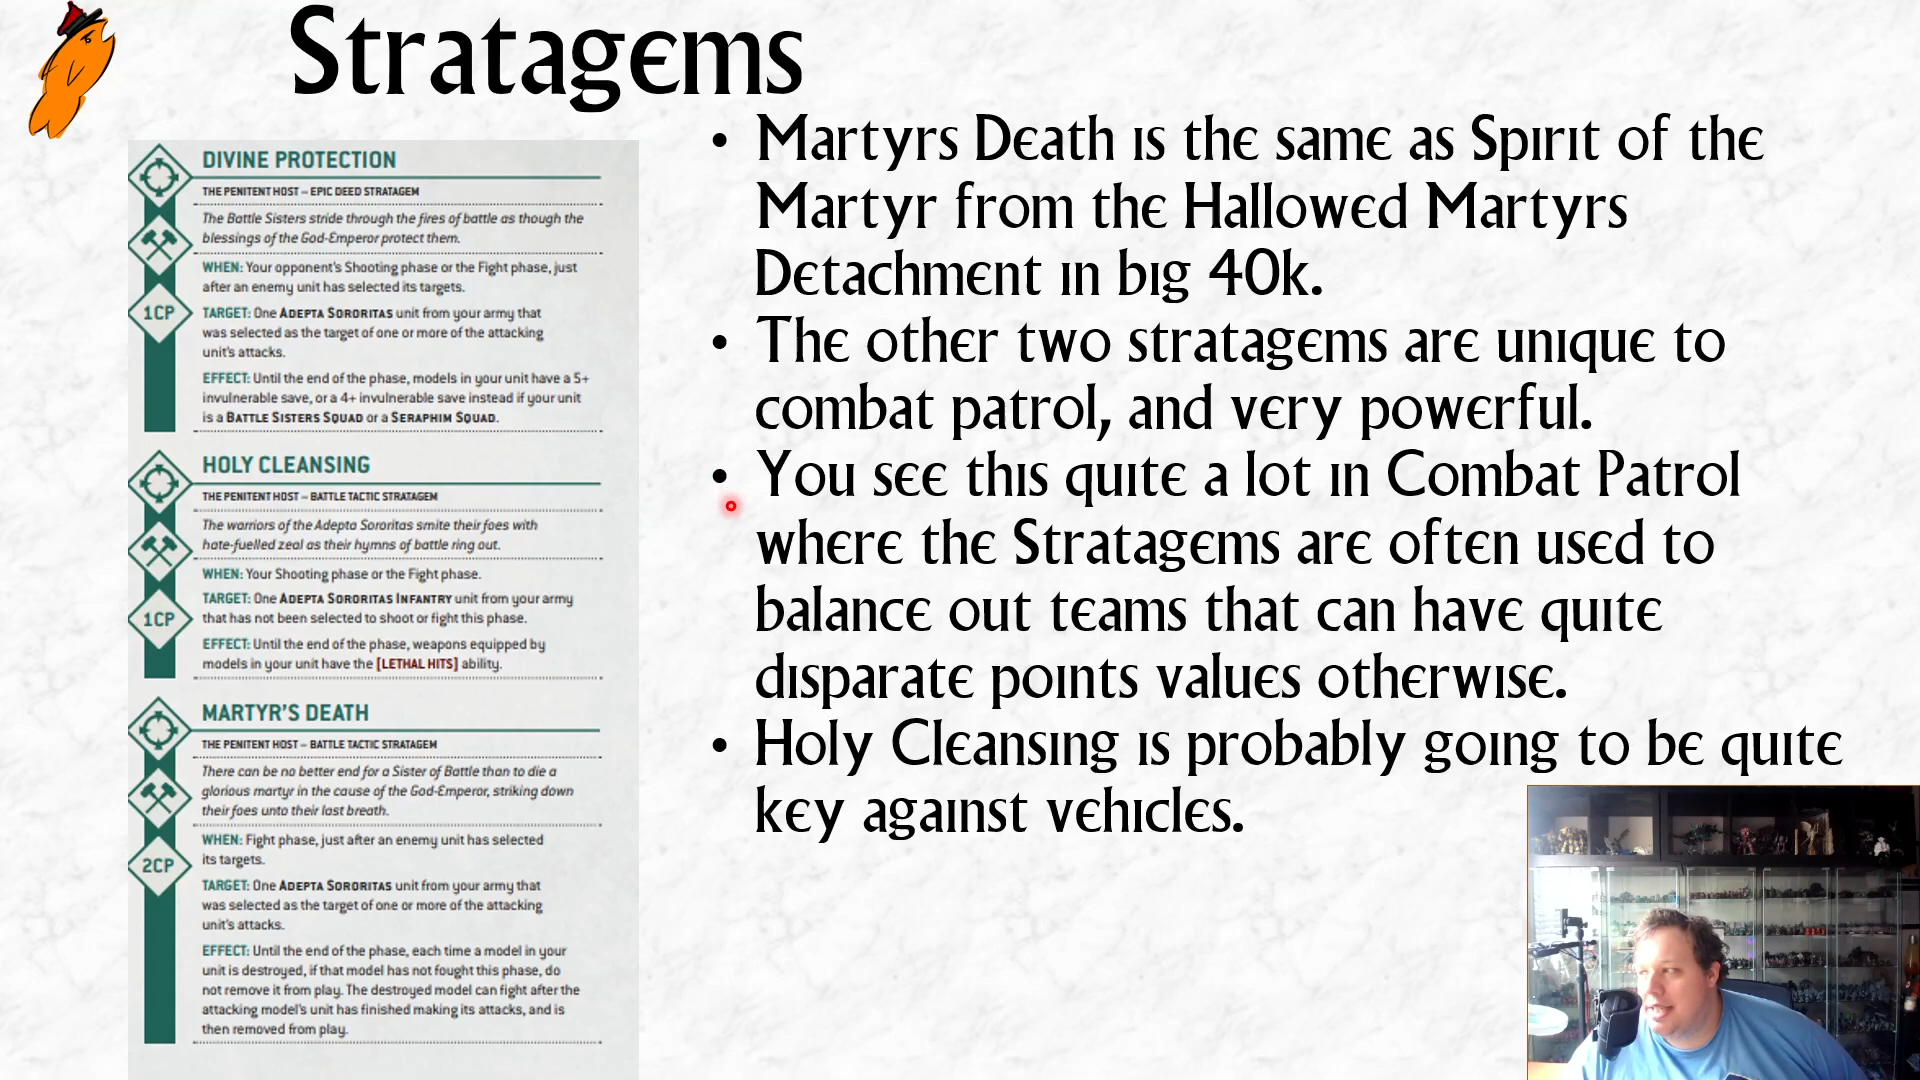 Stratagems
DIVINE PROTECTION
THE PENITENT HOST – EPIC DEED STRATAGEM
The Battle Sisters stride through the fires of battle as though the
blessings of the God-Emperor protect them.
WHEN: Your opponent's Shooting phase or the Fight phase, just
after an enemy unit has selected its targets.
1CP
TARGET: One ADEPTA SORORITAS unit from your army that
was selected as the target of one or more of the attacking
unit's attacks.
EFFECT: Until the end of the phase, models in your unit have a 5+
invulnerable save, or a 4+ invulnerable save instead if your unit
is a BATTLE SISTERS SQUAD or a SERAPHIM SQUAD.
HOLY CLEANSING
THE PENITENT HOST – BATTLE TACTIC STRATAGEM
The warriors of the Adepta Sororitas smite their foes with
hate-fuelled zeal as their hymns of battle ring out.
WHEN: Your Shooting phase or the Fight phase.
1CP
TARGET: One ADEPTA SORORITAS INFANTRY unit from your army
that has not been selected to shoot or fight this phase.
EFFECT: Until the end of the phase, weapons equipped by
models in your unit have the [LETHAL HITS] ability.
MARTYR'S DEATH
THE PENITENT HOST – BATTLE TACTIC STRATAGEM
There can be no better end for a Sister of Battle than to die a
glorious martyr in the cause of the God-Emperor, striking down
their foes unto their last breath.
WHEN: Fight phase, just after an enemy unit has selected
its targets.
2CP
TARGET: One ADEPTA SORORITAS unit from your army that
was selected as the target of one or more of the attacking
unit's attacks.
EFFECT: Until the end of the phase, each time a model in your
unit is destroyed, if that model has not fought this phase, do
not remove it from play. The destroyed model can fight after the
attacking model's unit has finished making its attacks, and is
then removed from play.
• Martyrs Death is the same as Spirit of the
Martyr from the Hallowed Martyrs
Detachment in big 40k.
• The other two stratagems are unique to
combat patrol, and very powerful.
• You see this quite a lot in Combat Patrol
where the Stratagems are often used to
balance out teams that can have quite
disparate points values otherwise.
• Holy Cleansing is probably going to be quite
key against vehicles.